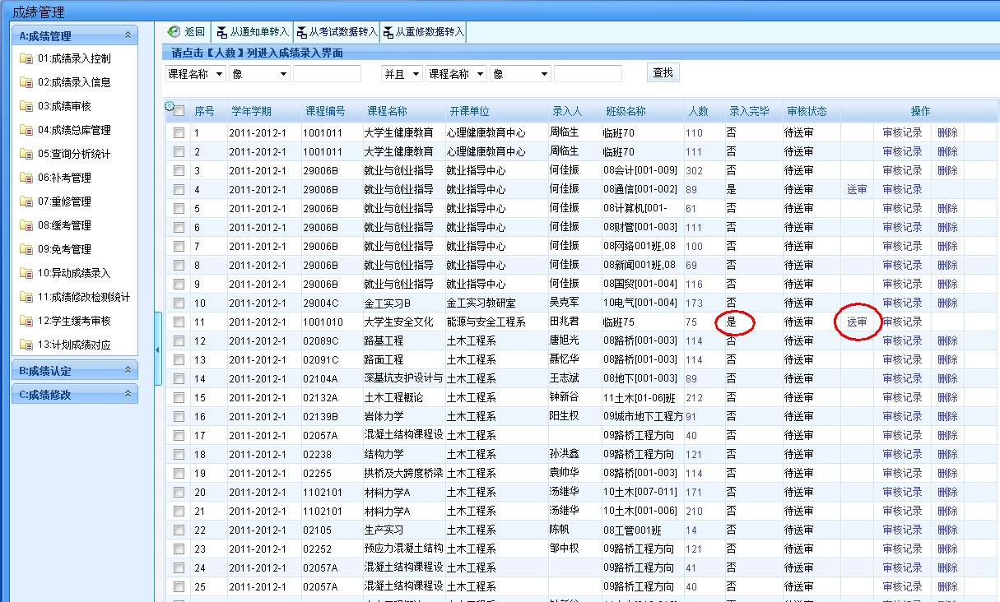 成绩管理
A:成绩管理
01:成绩录入控制
02:成绩录入信息
03:成绩审核
04:成绩总库管理
05:查询分析统计
06:补考管理
07:重修管理
08:缓考管理
09:免考管理
10:异动成绩录入
11:成绩修改检测统计
12:学生缓考审核
13:计划成绩对应
B:成绩认定
C:成绩修改
返回 从通知单转入 从考试数据转入 从重修数据转入
请点击【人数】列进入成绩录入界面
课程名称 像 并且 课程名称 像 查找
序号 学年学期 课程编号 课程名称 开课单位 录入人 班级名称 人数 录入完毕 审核状态 操作
1 2011-2012-1 1001011 大学生健康教育 心理健康教育中心 周临生 临班70 110 否 待送审 审核记录 删除
2 2011-2012-1 1001011 大学生健康教育 心理健康教育中心 周临生 临班70 111 否 待送审 审核记录 删除
3 2011-2012-1 29006B 就业与创业指导 就业指导中心 何佳振 08会计[001-009] 302 否 待送审 审核记录 删除
4 2011-2012-1 29006B 就业与创业指导 就业指导中心 何佳振 08通信[001-002] 89 是 待送审 送审 审核记录
5 2011-2012-1 29006B 就业与创业指导 就业指导中心 何佳振 08计算机[001- 61 否 待送审 审核记录 删除
6 2011-2012-1 29006B 就业与创业指导 就业指导中心 何佳振 08财管[001-003] 111 否 待送审 审核记录 删除
7 2011-2012-1 29006B 就业与创业指导 就业指导中心 何佳振 08网络001班,08 100 否 待送审 审核记录 删除
8 2011-2012-1 29006B 就业与创业指导 就业指导中心 何佳振 08新闻001班,08 69 否 待送审 审核记录 删除
9 2011-2012-1 29006B 就业与创业指导 就业指导中心 何佳振 08国贸[001-004] 116 否 待送审 审核记录 删除
10 2011-2012-1 29004C 金工实习B 金工实习教研室 吴克军 10电气[001-004] 173 否 待送审 审核记录 删除
11 2011-2012-1 1001010 大学生安全文化 能源与安全工程系 田兆君 临班75 75 是 待送审 送审 审核记录
12 2011-2012-1 02089C 路基工程 土木工程系 唐旭光 08路桥[001-003] 114 否 待送审 审核记录 删除
13 2011-2012-1 02091C 路面工程 土木工程系 聂忆华 08路桥[001-003] 114 否 待送审 审核记录 删除
14 2011-2012-1 02104A 深基坑支护设计与 土木工程系 王志斌 08地下[001-003] 89 否 待送审 审核记录 删除
15 2011-2012-1 02132A 土木工程概论 土木工程系 钟新谷 11土木[01-06]班 212 否 待送审 审核记录 删除
16 2011-2012-1 02139B 岩体力学 土木工程系 阳生权 09城市地下工程方 91 否 待送审 审核记录 删除
17 2011-2012-1 02057A 混凝土结构课程设 土木工程系 09路桥工程方向 40 否 待送审 审核记录 删除
18 2011-2012-1 02238 结构力学 土木工程系 孙洪鑫 09路桥工程方向 121 否 待送审 审核记录 删除
19 2011-2012-1 02255 拱桥及大跨度桥梁 土木工程系 袁帅华 08路桥[001-003] 114 否 待送审 审核记录 删除
20 2011-2012-1 1102101 材料力学A 土木工程系 汤继华 10土木[007-011] 171 否 待送审 审核记录 删除
21 2011-2012-1 1102101 材料力学A 土木工程系 汤继华 10土木[001-006] 210 否 待送审 审核记录 删除
22 2011-2012-1 02105 生产实习 土木工程系 陈帆 08工管001班 14 否 待送审 审核记录 删除
23 2011-2012-1 02252 预应力混凝土结构 土木工程系 邹中权 09路桥工程方向 121 否 待送审 审核记录 删除
24 2011-2012-1 02057A 混凝土结构课程设 土木工程系 09路桥工程方向 41 否 待送审 审核记录 删除
25 2011-2012-1 02057A 混凝土结构课程设 土木工程系 09路桥工程方向 40 否 待送审 审核记录 删除